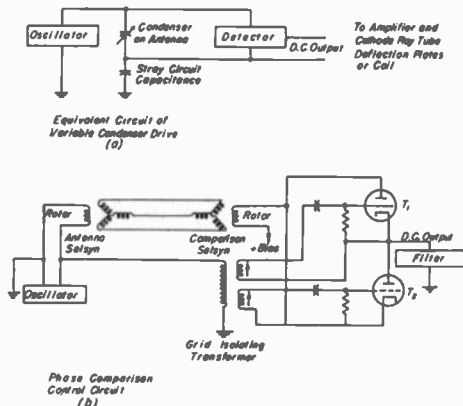 Oscillator
Condenser
on Antenna
Detector
D.C. Output
To Amplifier and
Cathode Ray Tube
Deflection Plates
or Coil
Stray Circuit
Capacitance
Equivalent Circuit of
Variable Condenser Drive
(a)
Rotor
Rotor
Antenna
Selsyn
Comparison
Selsyn
+Bias
T1
D.C. Output
Filter
Oscillator
T2
Grid Isolating
Transformer
Phase Comparison
Control Circuit
(b)